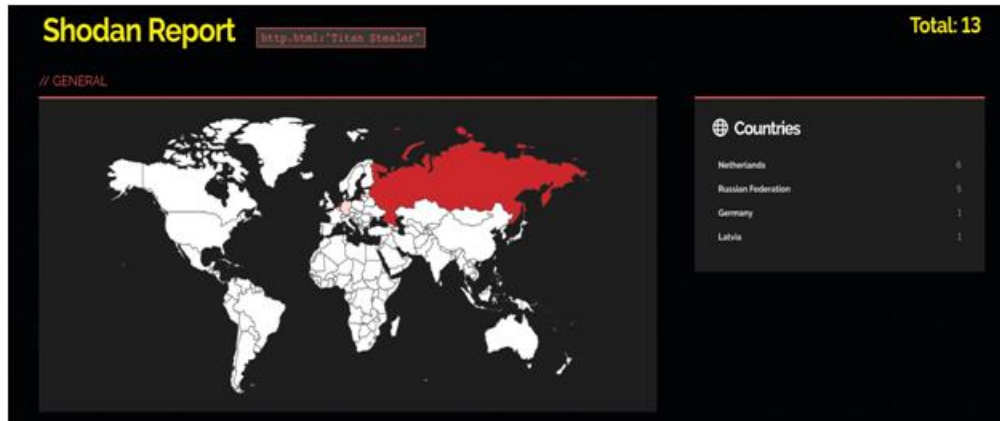 Shodan Report
http.html:"Titan Stealer"
Total: 13
// GENERAL
Countries
Netherlands 6
Russian Federation 5
Germany 1
Latvia 1